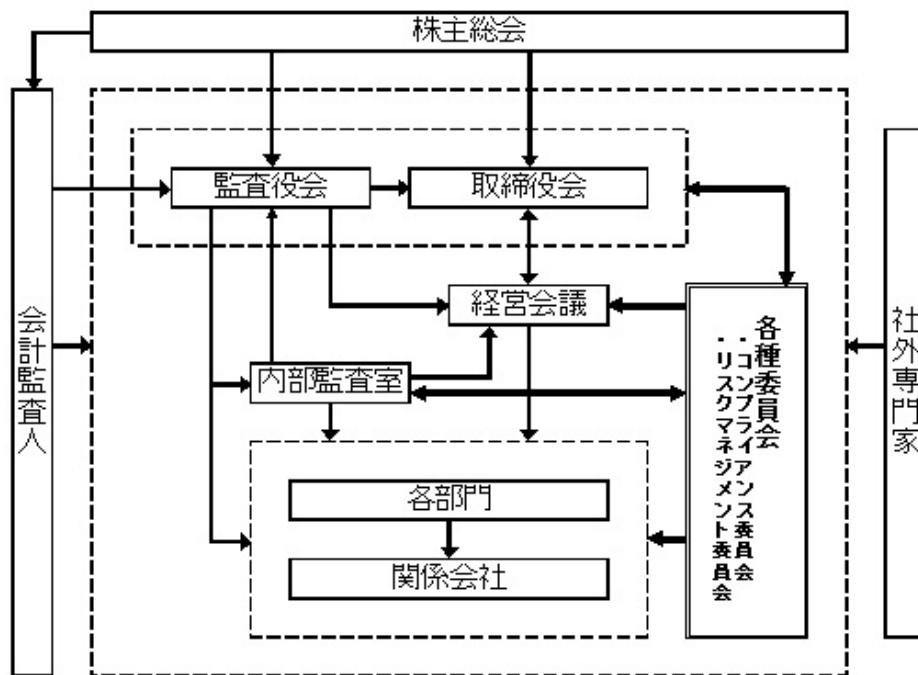 株主総会
監査役会
取締役会
会計監査人
経営会議
各種委員会
・コンプライアンス委員会
・リスクマネジメント委員会
社外専門家
内部監査室
各部門
関係会社